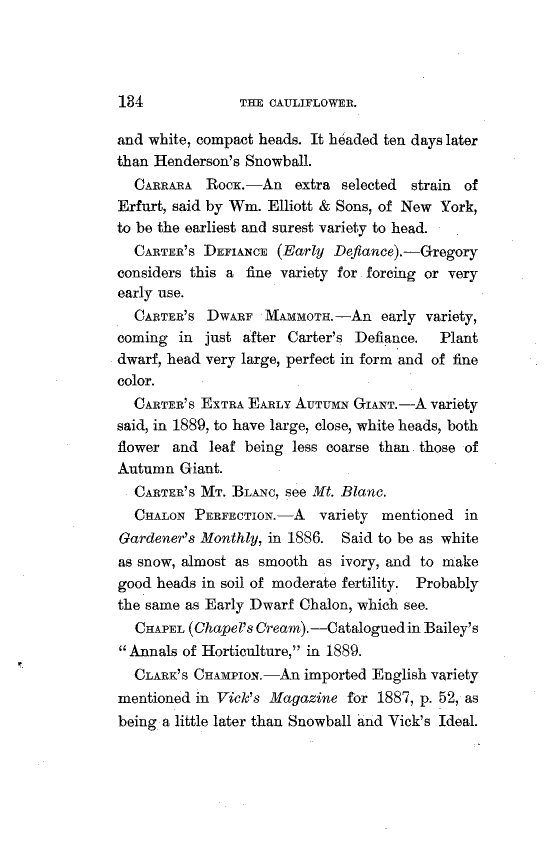 134 THE CAULIFLOWER.
and white, compact heads. It headed ten days later
than Henderson's Snowball.
CARRARA ROCK.—An extra selected strain of
Erfurt, said by Wm. Elliott & Sons, of New York,
to be the earliest and surest variety to head.
CARTER'S DEFIANCE (Early Defiance).—Gregory
considers this a fine variety for forcing or very
early use.
CARTER'S DWARF MAMMOTH.—An early variety,
coming in just after Carter's Defiance. Plant
dwarf, head very large, perfect in form and of fine
color.
CARTER'S EXTRA EARLY AUTUMN GIANT.—A variety
said, in 1889, to have large, close, white heads, both
flower and leaf being less coarse than those of
Autumn Giant.
CARTER'S MT. BLANC, see Mt. Blanc.
CHALON PERFECTION.—A variety mentioned in
Gardener's Monthly, in 1886. Said to be as white
as snow, almost as smooth as ivory, and to make
good heads in soil of moderate fertility. Probably
the same as Early Dwarf Chalon, which see.
CHAPEL (Chapel's Cream).—Catalogued in Bailey's
"Annals of Horticulture," in 1889.
CLARK'S CHAMPION.—An imported English variety
mentioned in Vick's Magazine for 1887, p. 52, as
being a little later than Snowball and Vick's Ideal.